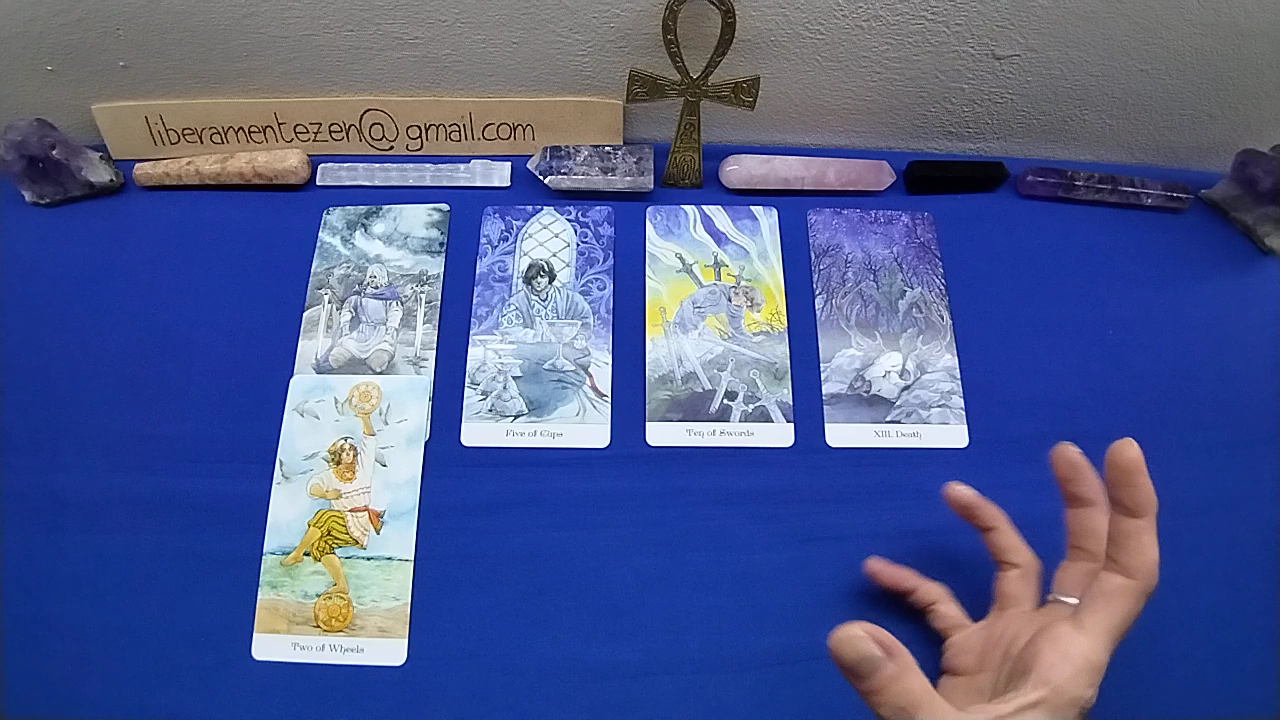 liberamentezen@gmail.com
Five of Cups
Ten of Swords
XIII. Death
Two of Wheels